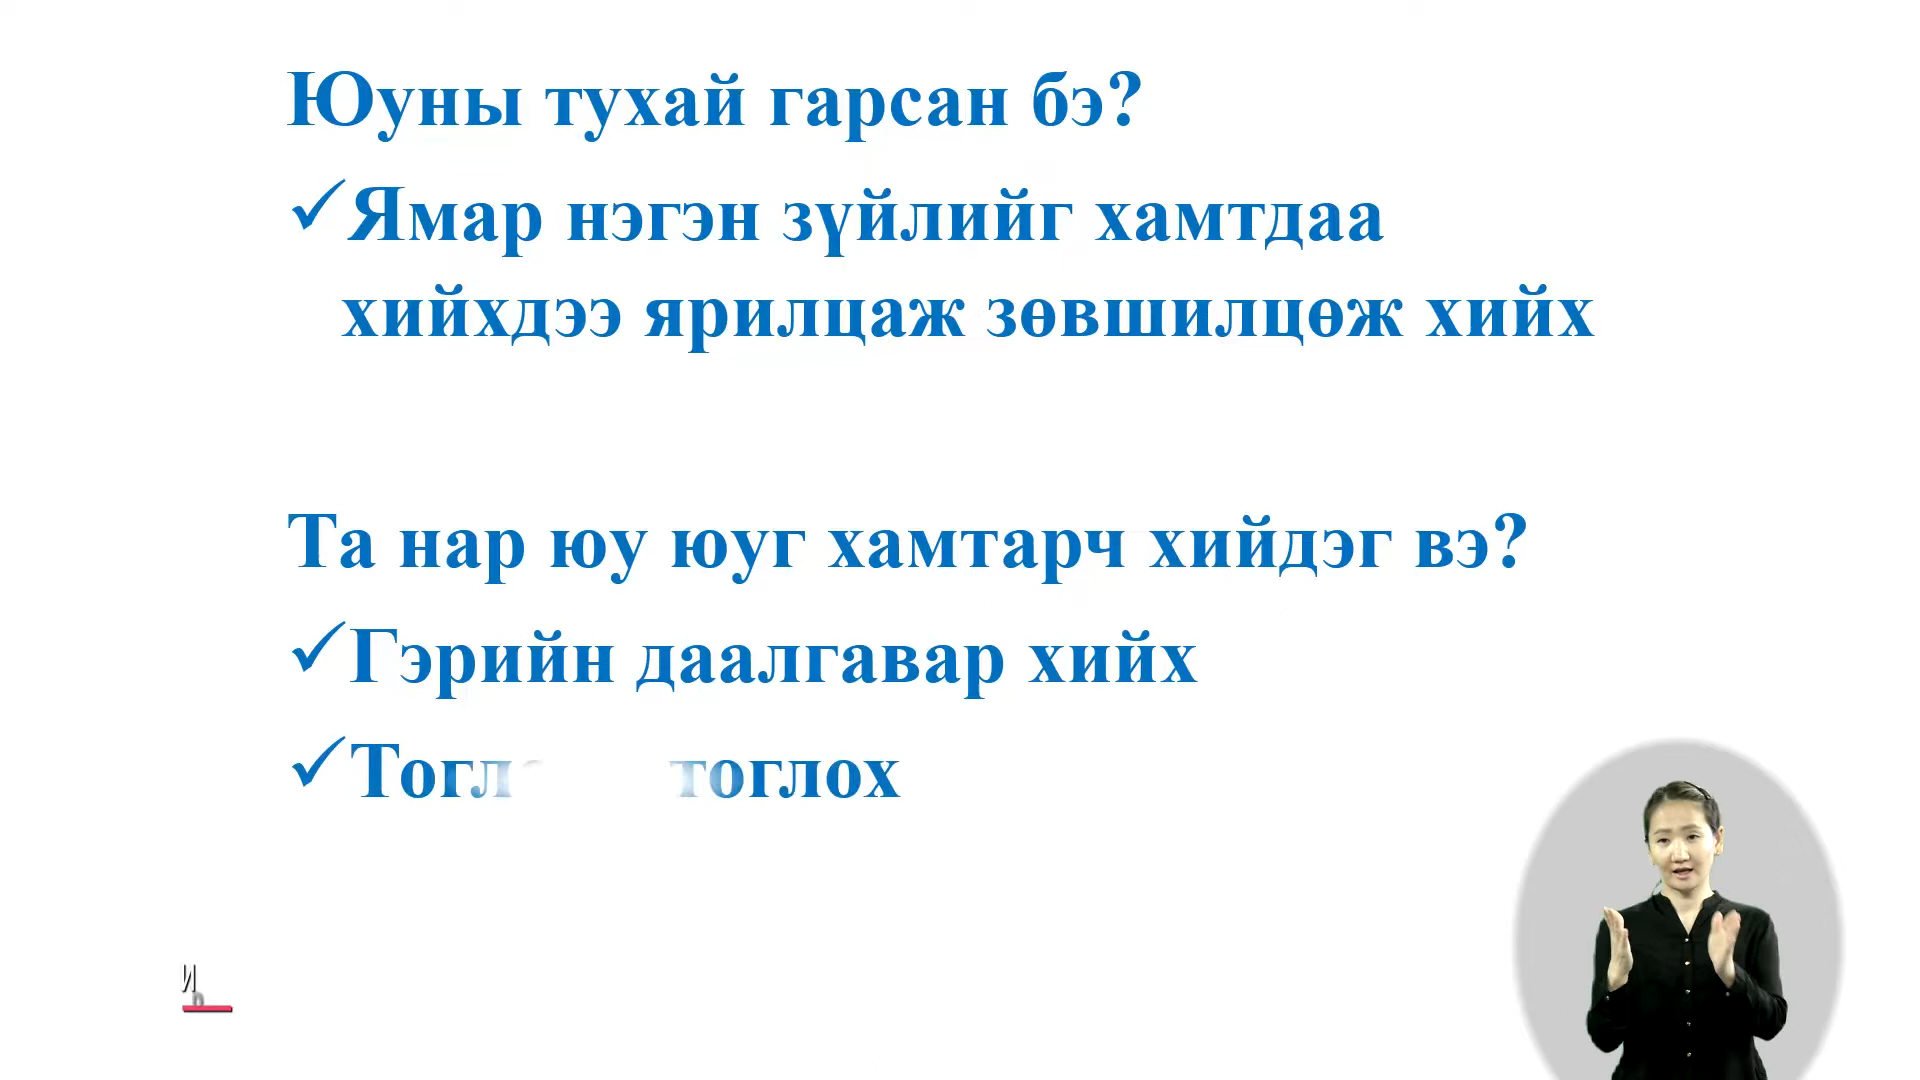 Юуны тухай гарсан бэ?
✓Ямар нэгэн зүйлийг хамтдаа
хийхдээ ярилцаж зөвшилцөж хийх
Та нар юу юуг хамтарч хийдэг вэ?
✓Гэрийн даалгавар хийх
✓тоглох